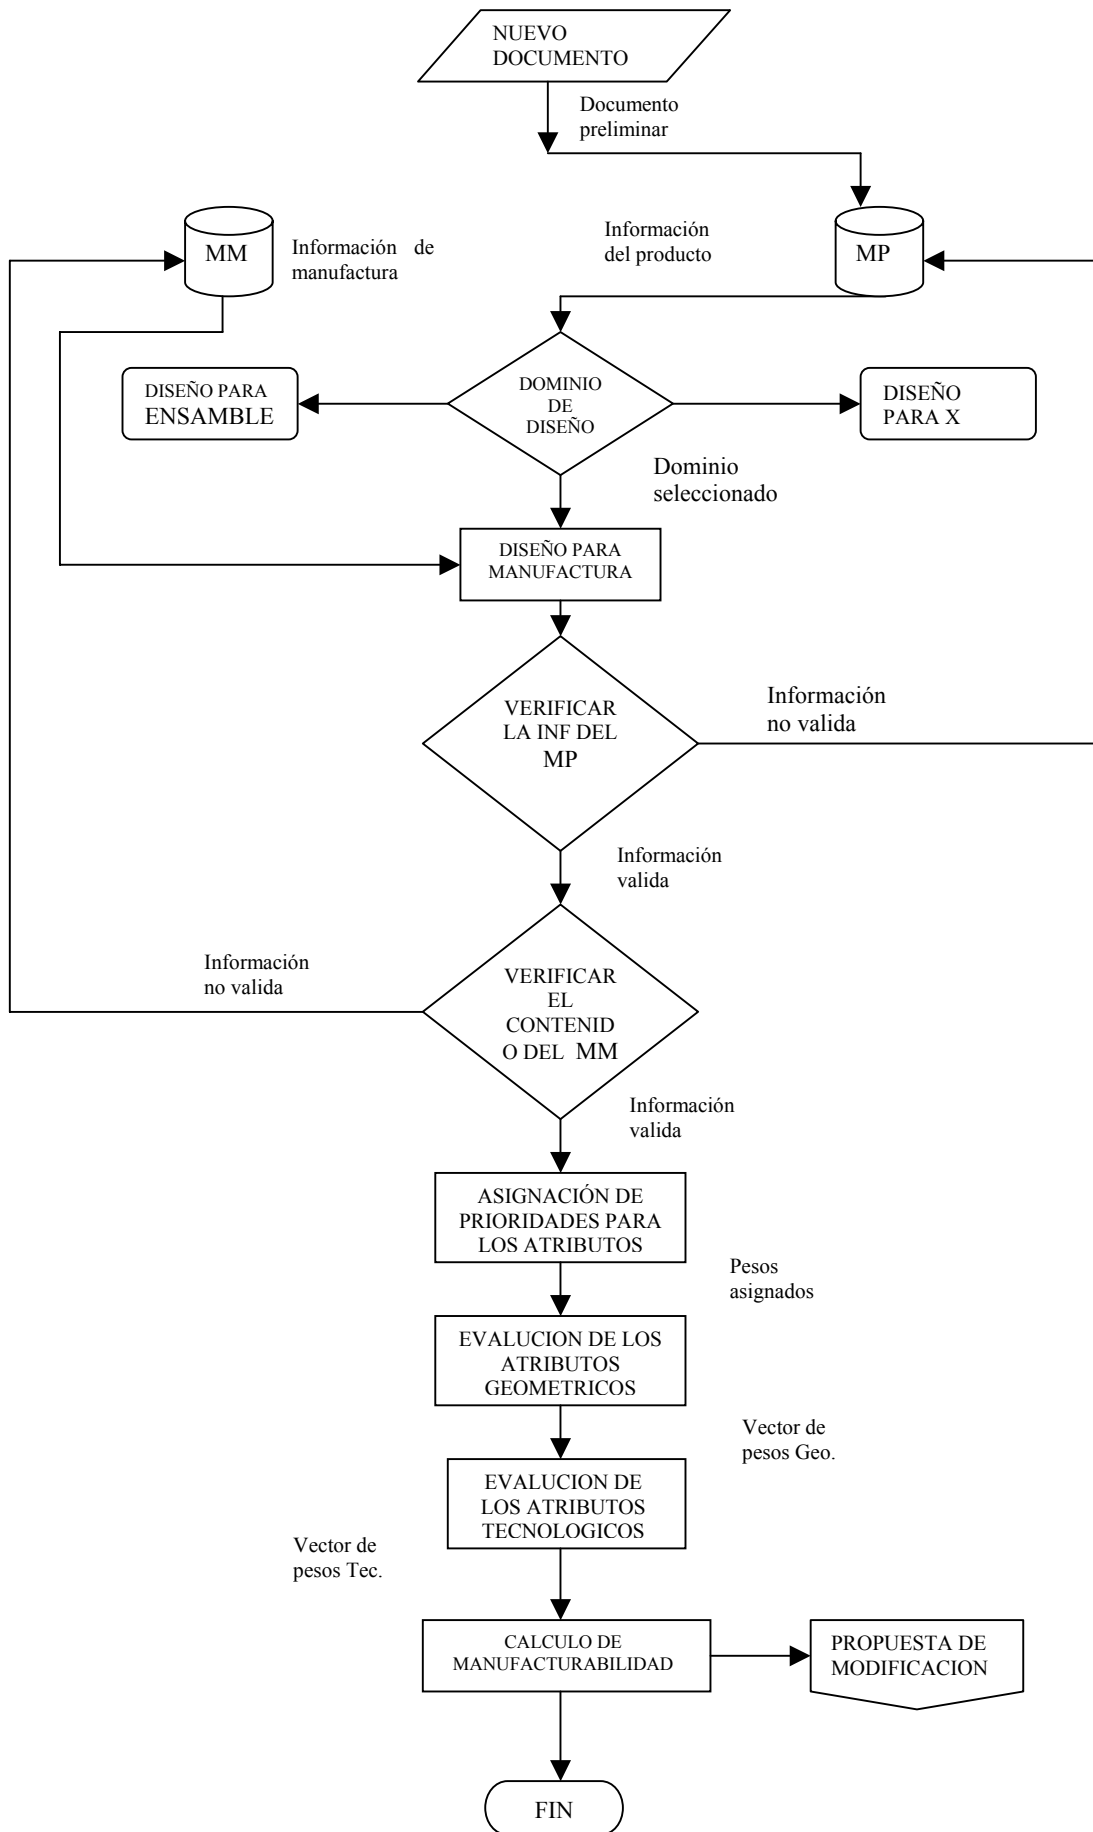 NUEVO
DOCUMENTO
Documento
preliminar
MM
Información de
manufactura
Información
del producto
MP
DISEÑO PARA
ENSAMBLE
DOMINIO
DE
DISEÑO
DISEÑO
PARA X
Dominio
seleccionado
DISEÑO PARA
MANUFACTURA
VERIFICAR
LA INF DEL
MP
Información
no valida
Información
valida
Información
no valida
VERIFICAR
EL
CONTENID
O DEL MM
Información
valida
ASIGNACIÓN DE
PRIORIDADES PARA
LOS ATRIBUTOS
Pesos
asignados
EVALUCION DE LOS
ATRIBUTOS
GEOMETRICOS
Vector de
pesos Geo.
EVALUCION DE
LOS ATRIBUTOS
TECNOLOGICOS
Vector de
pesos Tec.
CALCULO DE
MANUFACTURABILIDAD
PROPUESTA DE
MODIFICACION
FIN